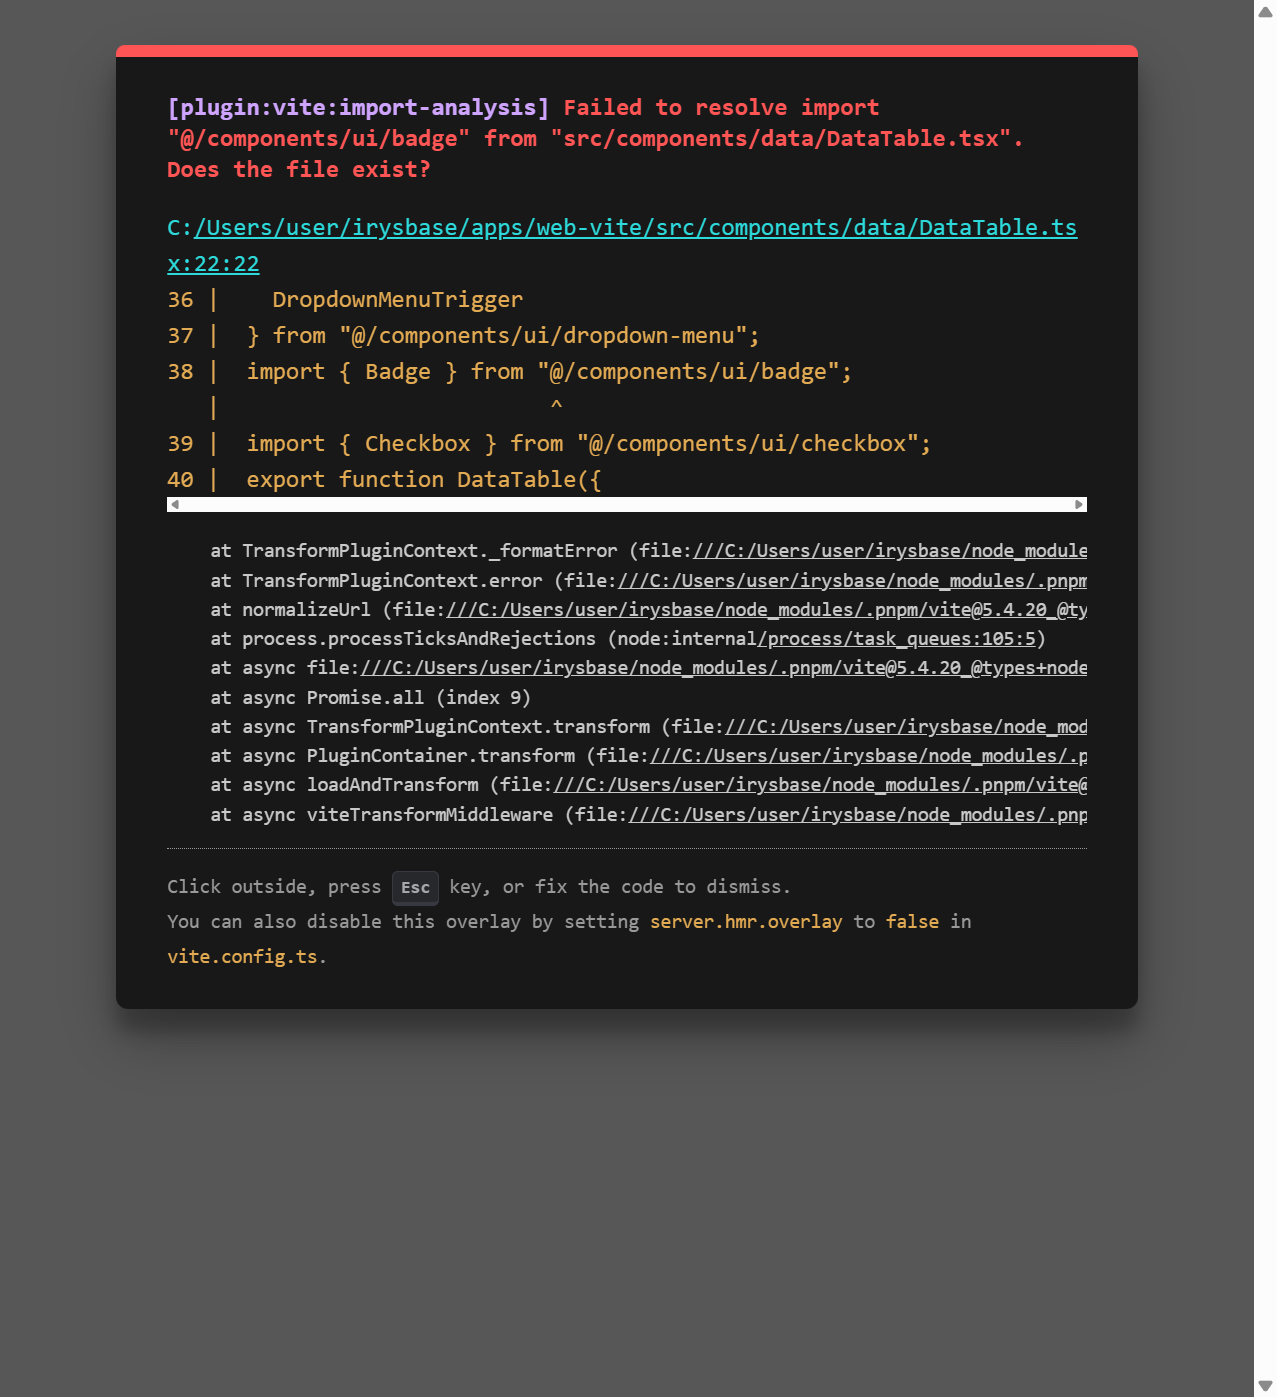 [plugin:vite:import-analysis] Failed to resolve import
"@/components/ui/badge" from "src/components/data/DataTable.tsx".
Does the file exist?
C:/Users/user/irysbase/apps/web-vite/src/components/data/DataTable.ts
x:22:22
36 |    DropdownMenuTrigger
37 |  } from "@/components/ui/dropdown-menu";
38 |  import { Badge } from "@/components/ui/badge";
   |                         ^
39 |  import { Checkbox } from "@/components/ui/checkbox";
40 |  export function DataTable({
at TransformPluginContext._formatError (file:///C:/Users/user/irysbase/node_module
at TransformPluginContext.error (file:///C:/Users/user/irysbase/node_modules/.pnpm
at normalizeUrl (file:///C:/Users/user/irysbase/node_modules/.pnpm/vite@5.4.20_@ty
at process.processTicksAndRejections (node:internal/process/task_queues:105:5)
at async file:///C:/Users/user/irysbase/node_modules/.pnpm/vite@5.4.20_@types+node
at async Promise.all (index 9)
at async TransformPluginContext.transform (file:///C:/Users/user/irysbase/node_mod
at async PluginContainer.transform (file:///C:/Users/user/irysbase/node_modules/.p
at async loadAndTransform (file:///C:/Users/user/irysbase/node_modules/.pnpm/vite@
at async viteTransformMiddleware (file:///C:/Users/user/irysbase/node_modules/.pnp
Click outside, press Esc key, or fix the code to dismiss.
You can also disable this overlay by setting server.hmr.overlay to false in
vite.config.ts.